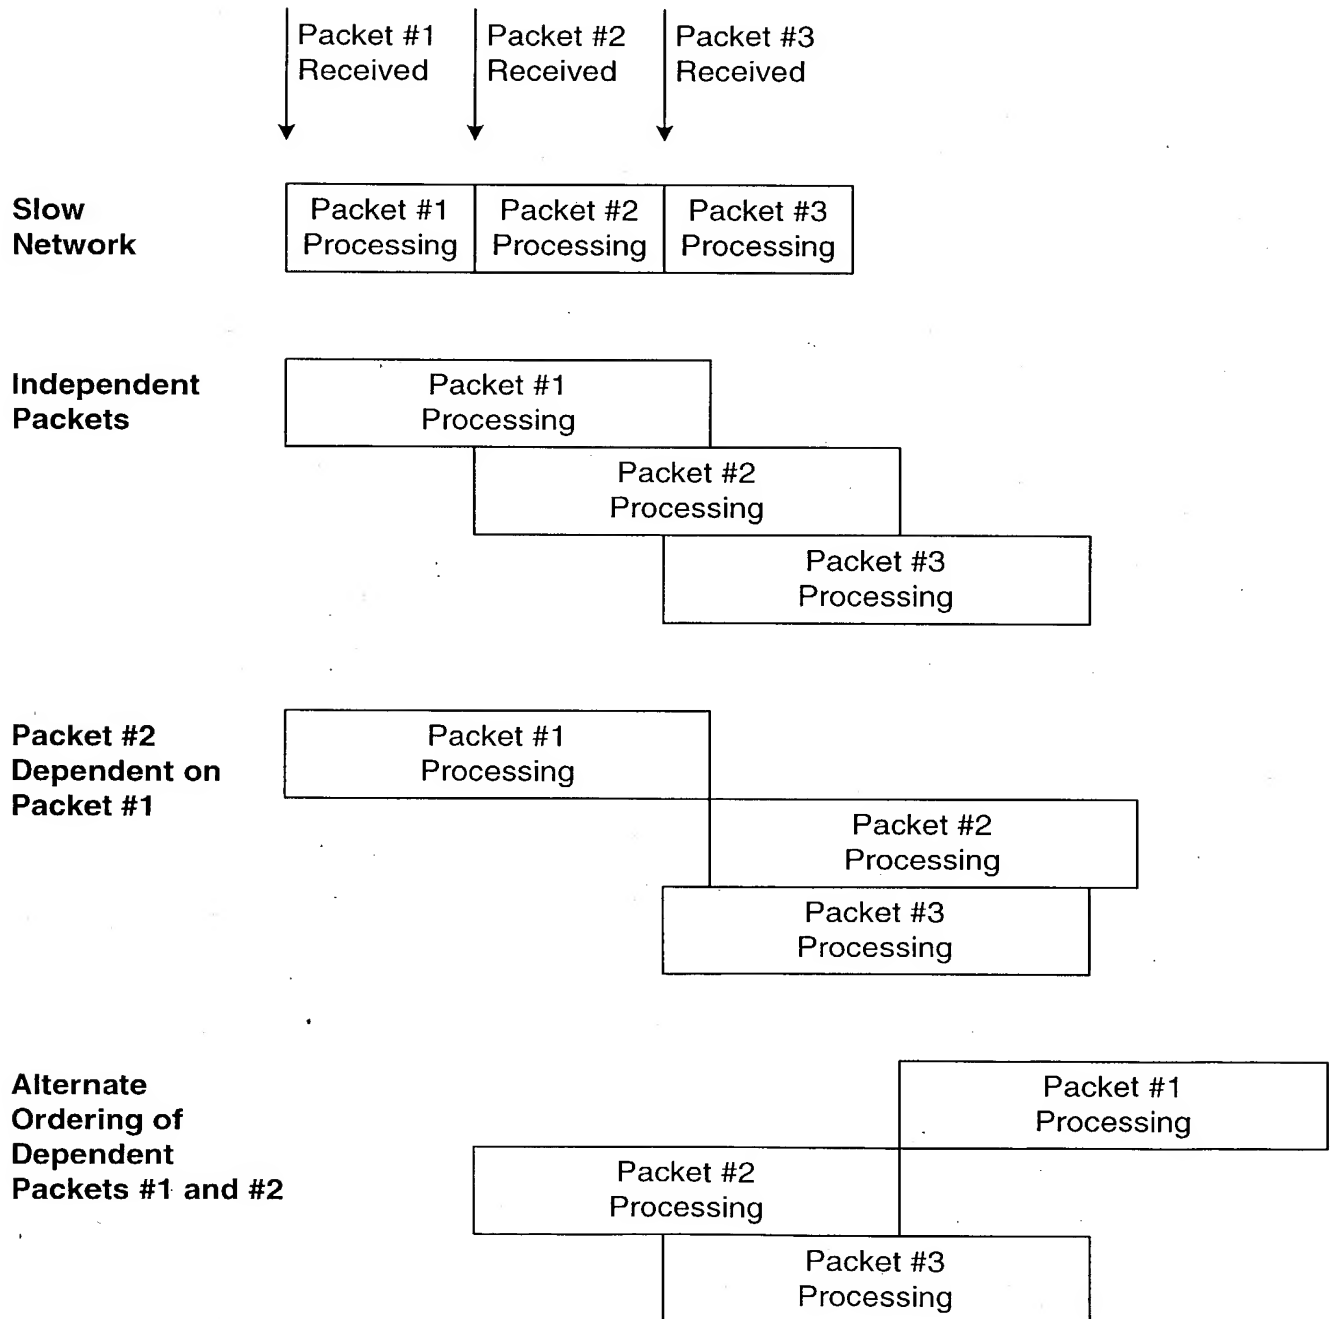 Packet #1
Received
Packet #2
Received
Packet #3
Received
Slow
Network
Packet #1
Processing
Packet #2
Processing
Packet #3
Processing
Independent
Packets
Packet #1
Processing
Packet #2
Processing
Packet #3
Processing
Packet #2
Dependent on
Packet #1
Packet #1
Processing
Packet #2
Processing
Packet #3
Processing
Alternate
Ordering of
Dependent
Packets #1 and #2
Packet #1
Processing
Packet #2
Processing
Packet #3
Processing